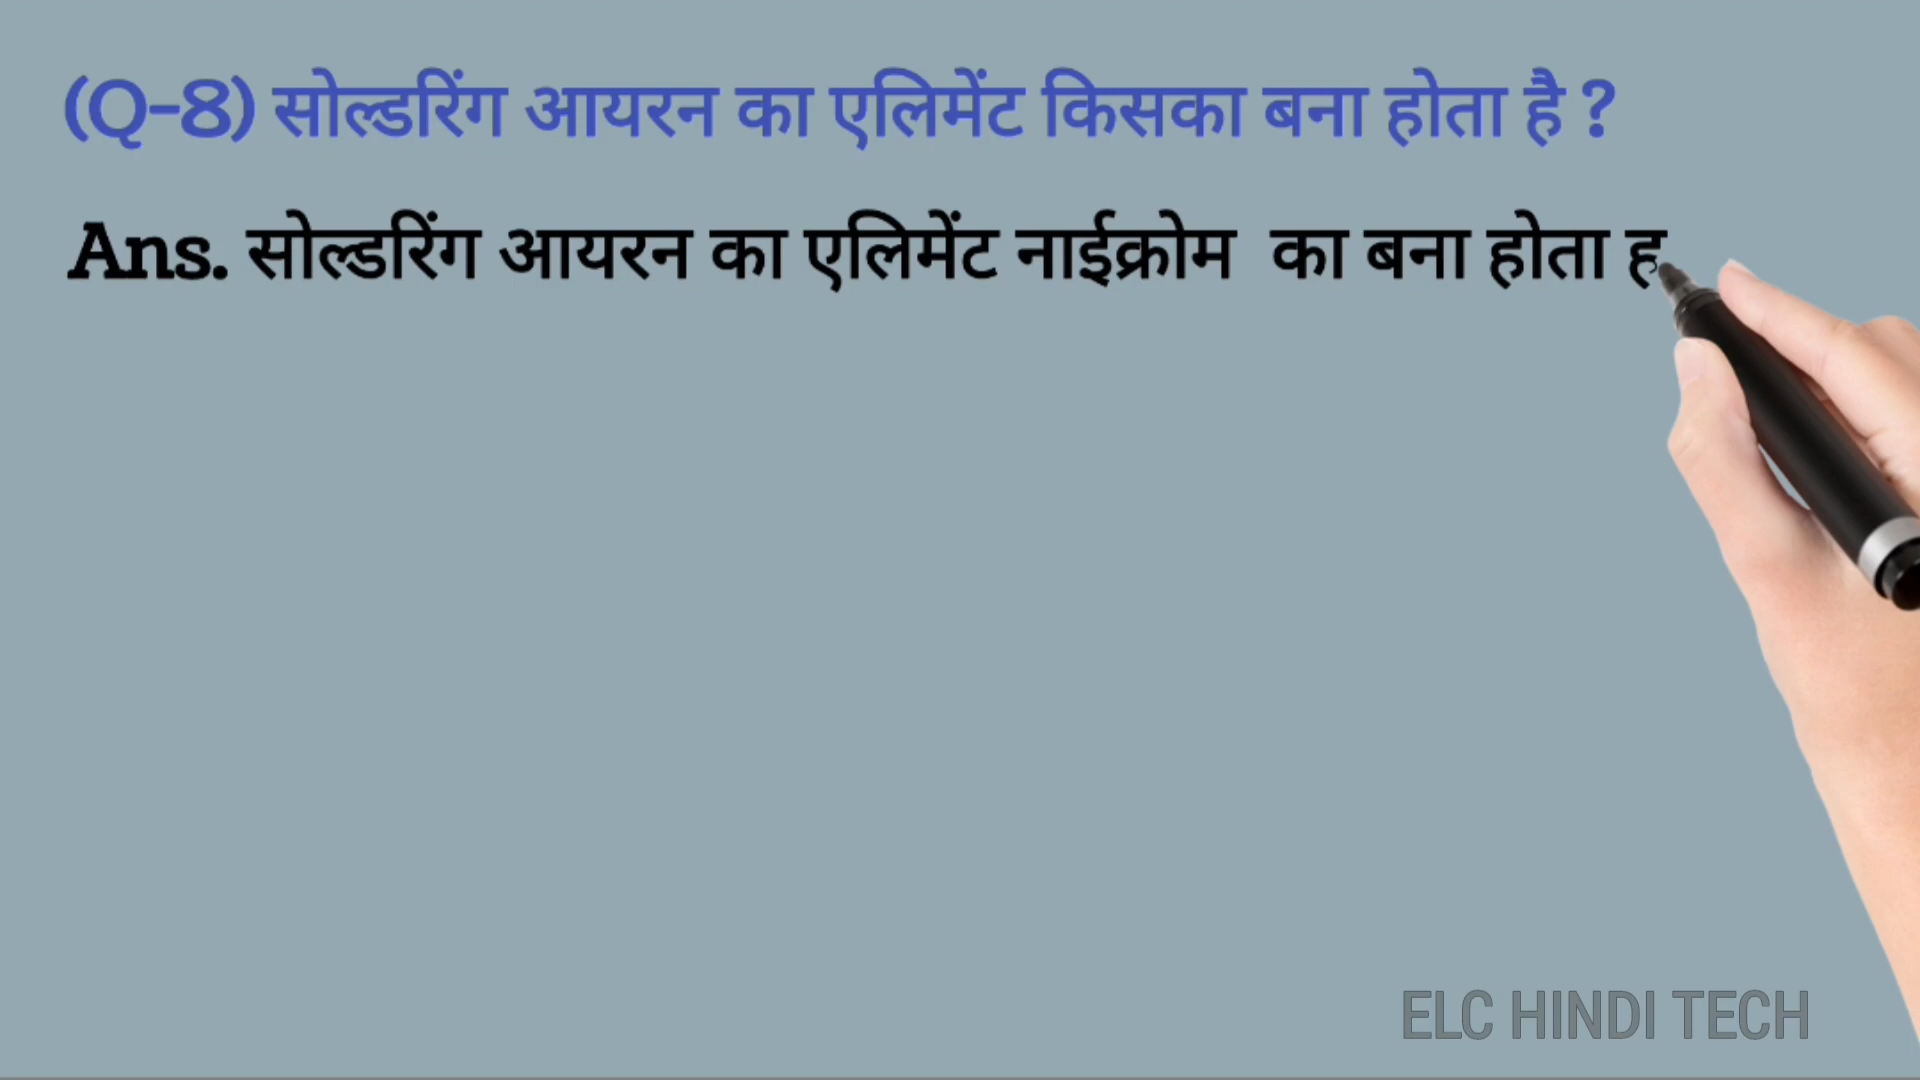 (Q-8) सोल्डरिंग आयरन का एलिमेंट किसका बना होता है ?
Ans. सोल्डरिंग आयरन का एलिमेंट नाईक्रोम का बना होता ह
ELC HINDI TECH